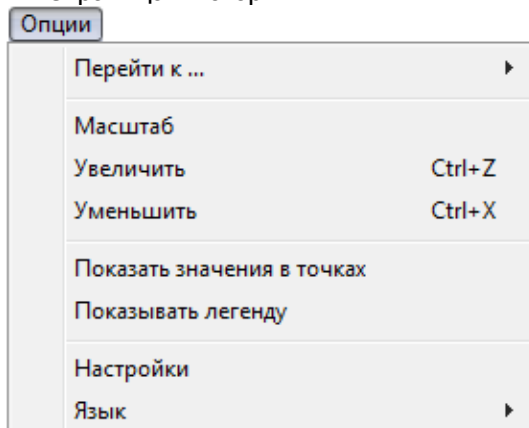 Опции
Перейти к ...
Масштаб
Увеличить Ctrl+Z
Уменьшить Ctrl+X
Показать значения в точках
Показывать легенду
Настройки
Язык